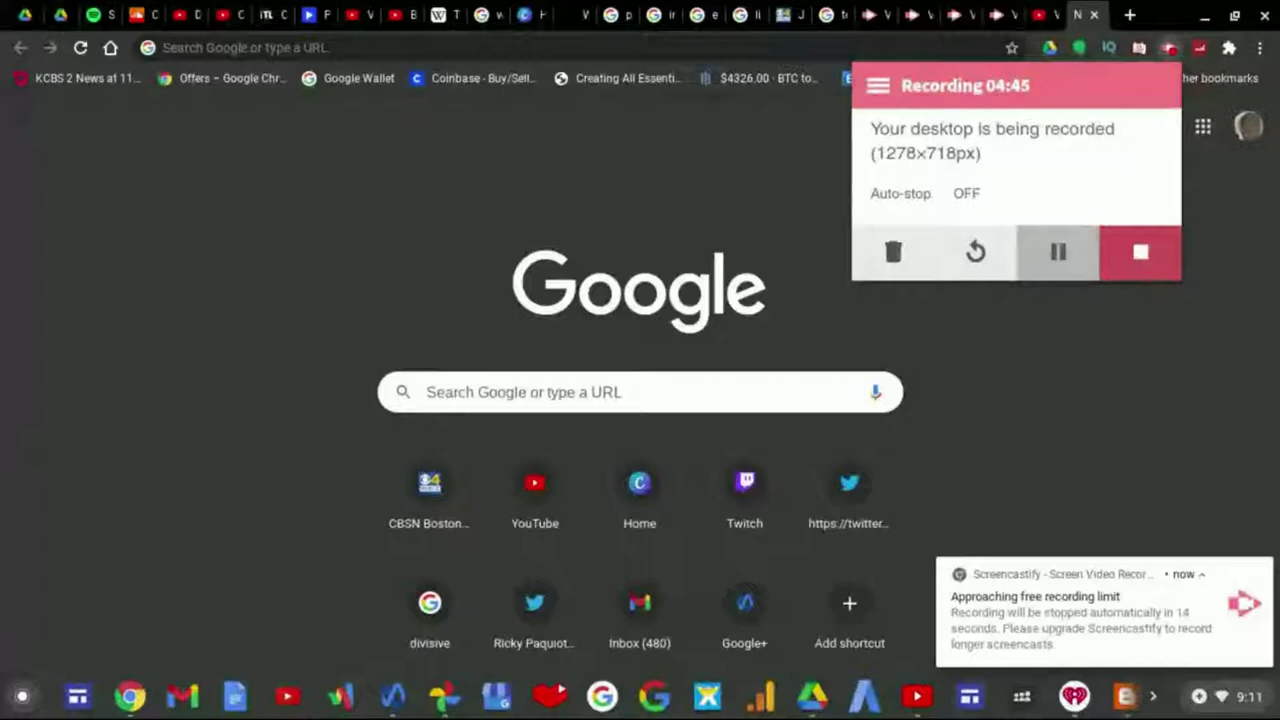 Search Google or type a URL
KCBS 2 News at 11...
Offers – Google Chr...
Google Wallet
Coinbase - Buy/Sell...
Creating All Essenti...
$4326.00 · BTC to...
her bookmarks
Recording 04:45
Your desktop is being recorded
(1278×718px)
Auto-stop OFF
Google
Search Google or type a URL
CBSN Boston...
YouTube
Home
Twitch
https://twitter...
divisive
Ricky Paquiot...
Inbox (480)
Google+
Add shortcut
Screencastify - Screen Video Recor... • now
Approaching free recording limit
Recording will be stopped automatically in 14
seconds. Please upgrade Screencastify to record
longer screencasts.
9:11